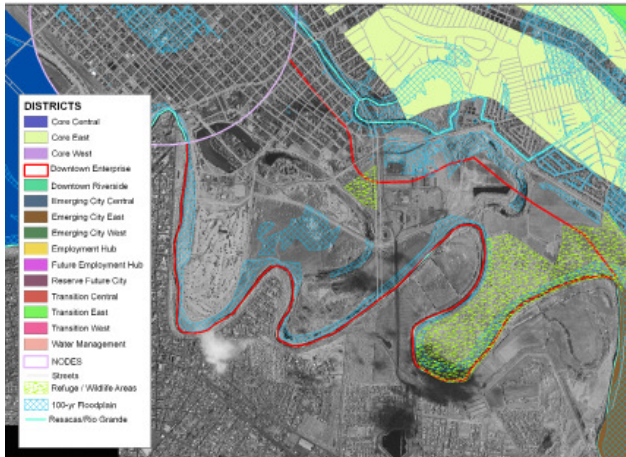 DISTRICTS
Core Central
Core East
Core West
Downtown Enterprise
Downtown Riverside
Emerging City Central
Emerging City East
Emerging City West
Employment Hub
Future Employment Hub
Reserve Future City
Transition Central
Transition East
Transition West
Water Management
NODES
Streets
Refuge / Wildlife Areas
100-yr Floodplain
Resacas/Rio Grande